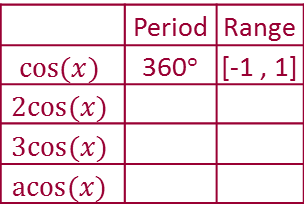 Period Range
cos(x) 360° [-1 , 1]
2cos(x)
3cos(x)
acos(x)